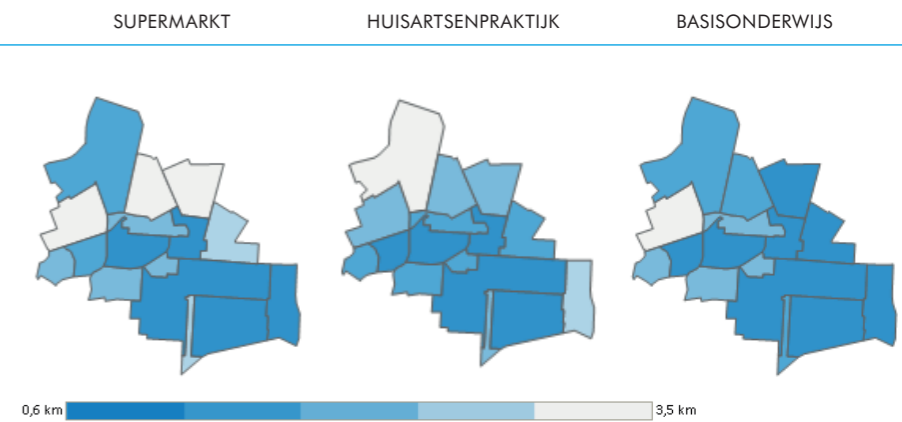 SUPERMARKT HUISARTSENPRAKTIJK BASISONDERWIJS
0,6 km 3,5 km